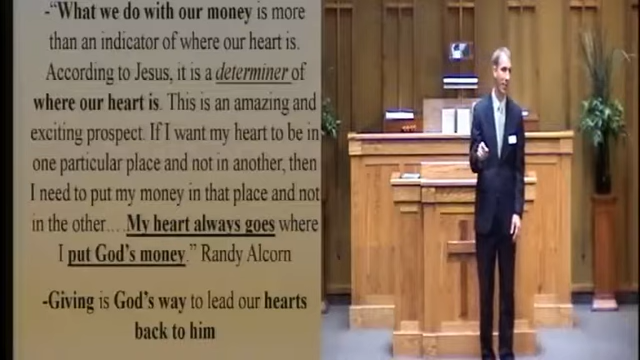 -“What we do with our money is more
than an indicator of where our heart is.
According to Jesus, it is a determiner of
where our heart is. This is an amazing and
exciting prospect. If I want my heart to be in
one particular place and not in another, then
I need to put my money in that place and not
in the other….My heart always goes where
I put God’s money.” Randy Alcorn
-Giving is God’s way to lead our hearts
back to him